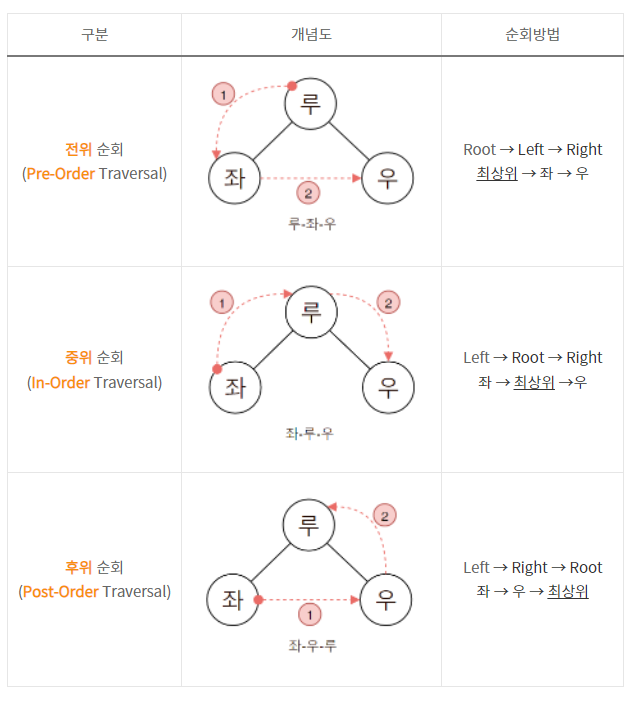 구분 개념도 순회방법
전위 순회
(Pre-Order Traversal)
1
루
좌
우
2
루-좌-우
Root → Left → Right
최상위 → 좌 → 우
중위 순회
(In-Order Traversal)
1
2
루
좌
우
좌-루-우
Left → Root → Right
좌 → 최상위 →우
후위 순회
(Post-Order Traversal)
2
루
좌
우
1
좌-우-루
Left → Right → Root
좌 → 우 → 최상위